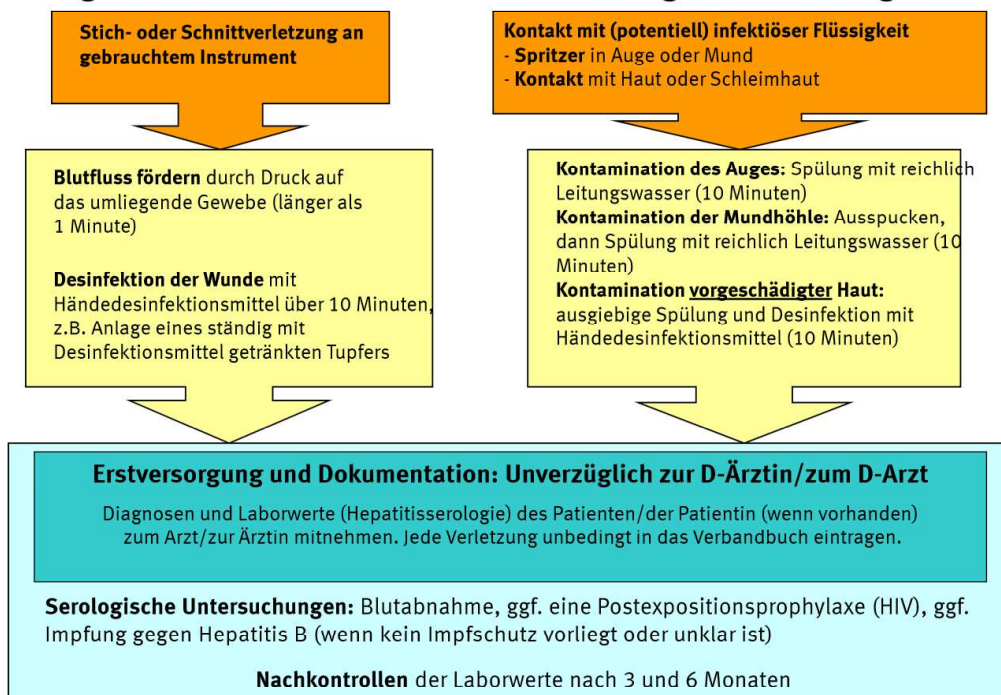 Stich- oder Schnittverletzung an
gebrauchtem Instrument
Kontakt mit (potentiell) infektiöser Flüssigkeit
- Spritzer in Auge oder Mund
- Kontakt mit Haut oder Schleimhaut
Blutfluss fördern durch Druck auf
das umliegende Gewebe (länger als
1 Minute)
Desinfektion der Wunde mit
Händedesinfektionsmittel über 10 Minuten,
z.B. Anlage eines ständig mit
Desinfektionsmittel getränkten Tupfers
Kontamination des Auges: Spülung mit reichlich
Leitungswasser (10 Minuten)
Kontamination der Mundhöhle: Ausspucken,
dann Spülung mit reichlich Leitungswasser (10
Minuten)
Kontamination vorgeschädigter Haut:
ausgiebige Spülung und Desinfektion mit
Händedesinfektionsmittel (10 Minuten)
Erstversorgung und Dokumentation: Unverzüglich zur D-Ärztin/zum D-Arzt
Diagnosen und Laborwerte (Hepatitisserologie) des Patienten/der Patientin (wenn vorhanden)
zum Arzt/zur Ärztin mitnehmen. Jede Verletzung unbedingt in das Verbandbuch eintragen.
Serologische Untersuchungen: Blutabnahme, ggf. eine Postexpositionsprophylaxe (HIV), ggf.
Impfung gegen Hepatitis B (wenn kein Impfschutz vorliegt oder unklar ist)
Nachkontrollen der Laborwerte nach 3 und 6 Monaten